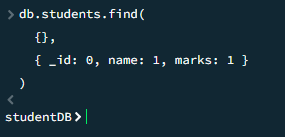 > db.students.find(
{},
{ _id: 0, name: 1, marks: 1 }
)
<
studentDB>